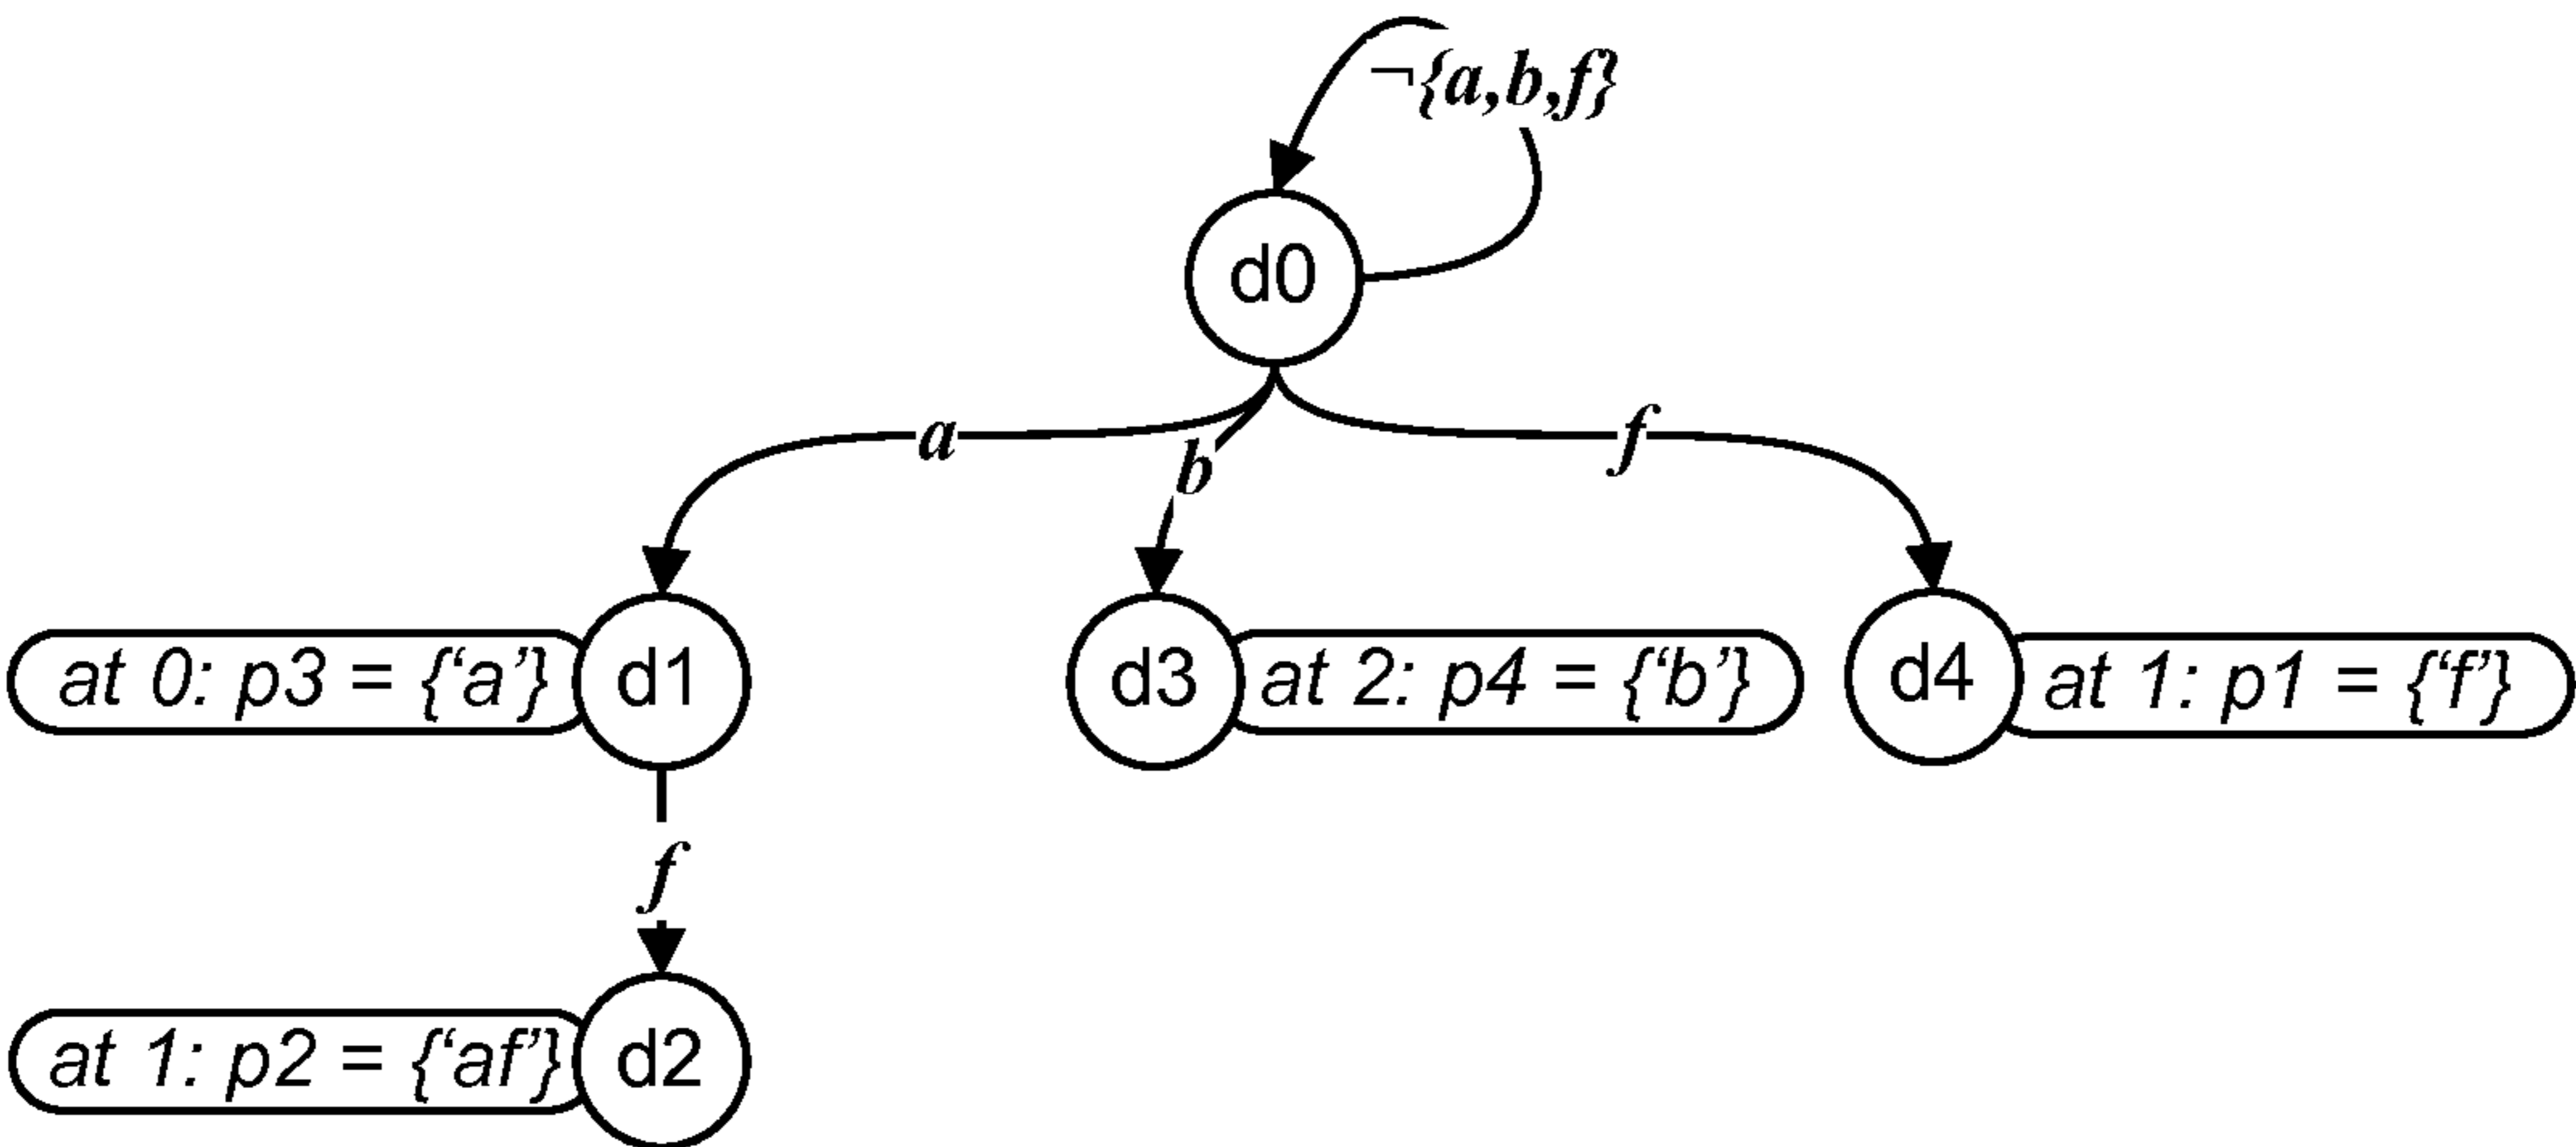 ¬{a,b,f}
d0
a
b
f
at 0: p3 = {‘a’}
d1
d3
at 2: p4 = {‘b’}
d4
at 1: p1 = {‘f’}
f
at 1: p2 = {‘af’}
d2